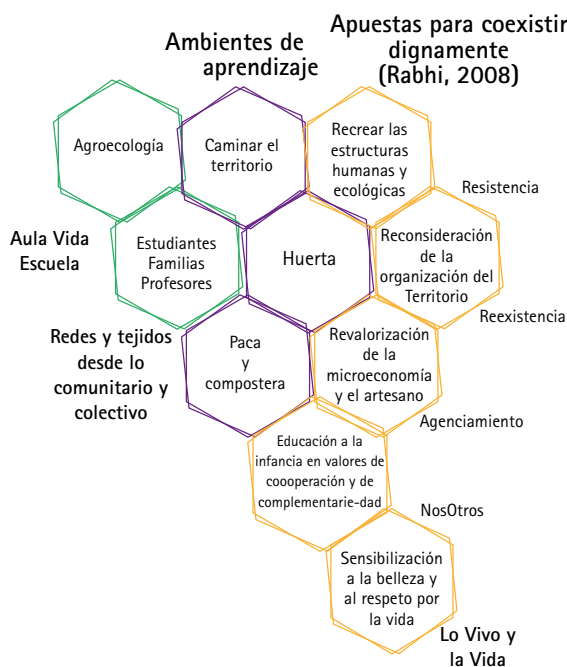 Ambientes de
aprendizaje
Apuestas para coexistir
dignamente
(Rabhi, 2008)
Agroecología
Caminar el
territorio
Recrear las
estructuras
humanas y
ecológicas
Resistencia
Aula Vida
Escuela
Estudiantes
Familias
Profesores
Huerta
Reconsideración
de la
organización del
Territorio
Reexistencia
Redes y tejidos
desde lo
comunitario y
colectivo
Paca
y
compostera
Revalorización
de la
microeconomía
y el artesano
Agenciamiento
Educación a la
infancia en valores de
coooperación y de
complementarie-dad
NosOtros
Sensibilización
a la belleza y
al respeto por
la vida
Lo Vivo y
la Vida